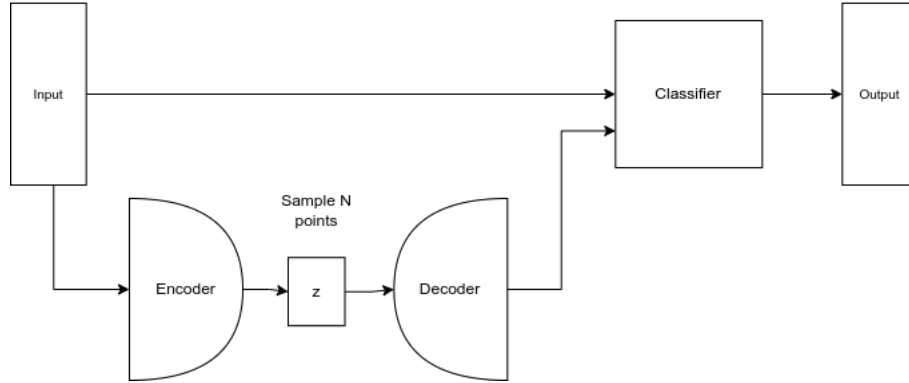 Input
Classifier
Output
Sample N
points
Encoder
z
Decoder